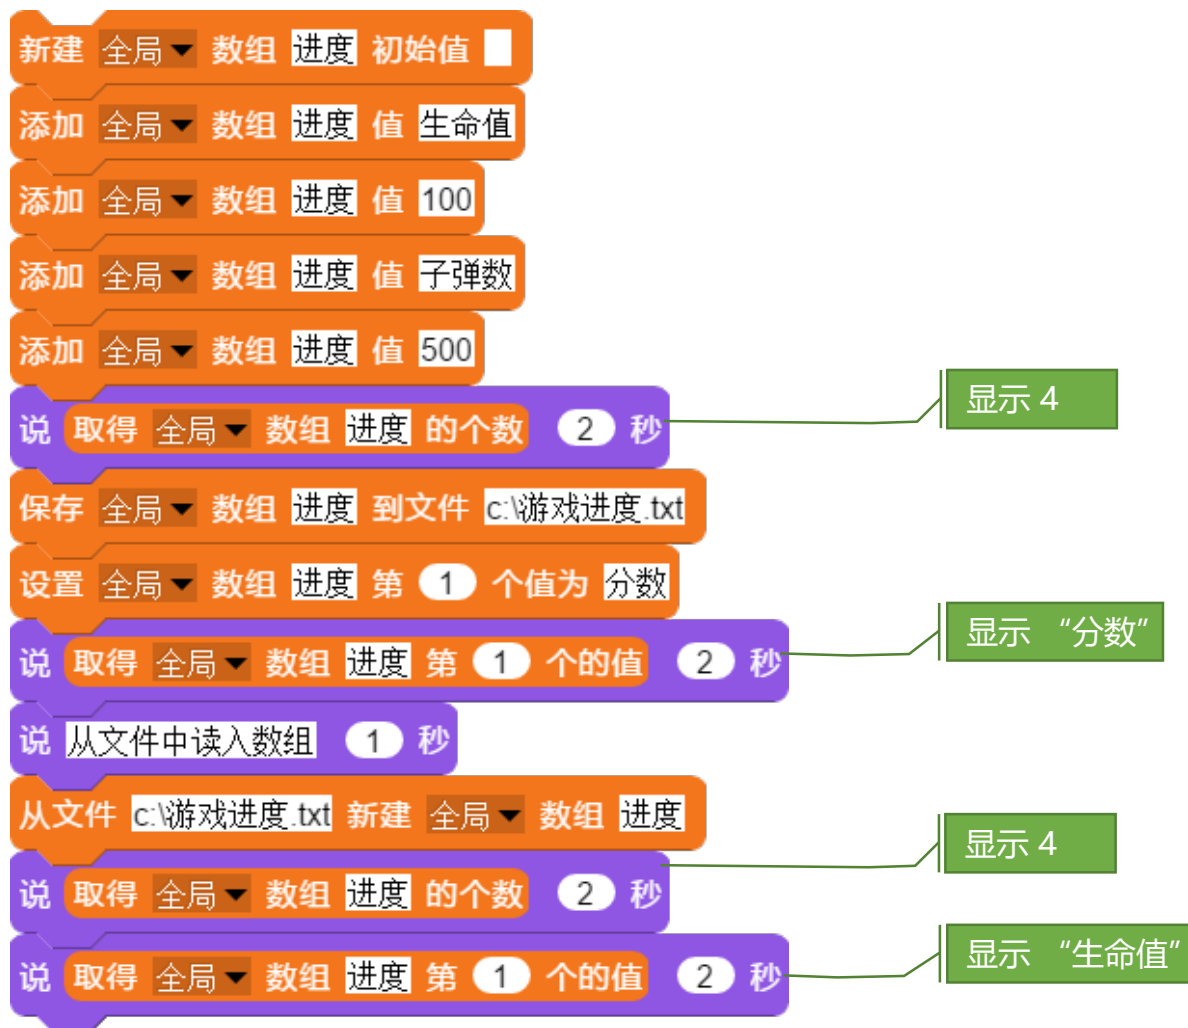 新建 全局 数组 进度 初始值
添加 全局 数组 进度 值 生命值
添加 全局 数组 进度 值 100
添加 全局 数组 进度 值 子弹数
添加 全局 数组 进度 值 500
说 取得 全局 数组 进度 的个数 2 秒
显示 4
保存 全局 数组 进度 到文件 c:\游戏进度.txt
设置 全局 数组 进度 第 1 个值为 分数
说 取得 全局 数组 进度 第 1 个的值 2 秒
显示 “分数”
说 从文件中读入数组 1 秒
从文件 c:\游戏进度.txt 新建 全局 数组 进度
说 取得 全局 数组 进度 的个数 2 秒
显示 4
说 取得 全局 数组 进度 第 1 个的值 2 秒
显示 “生命值”